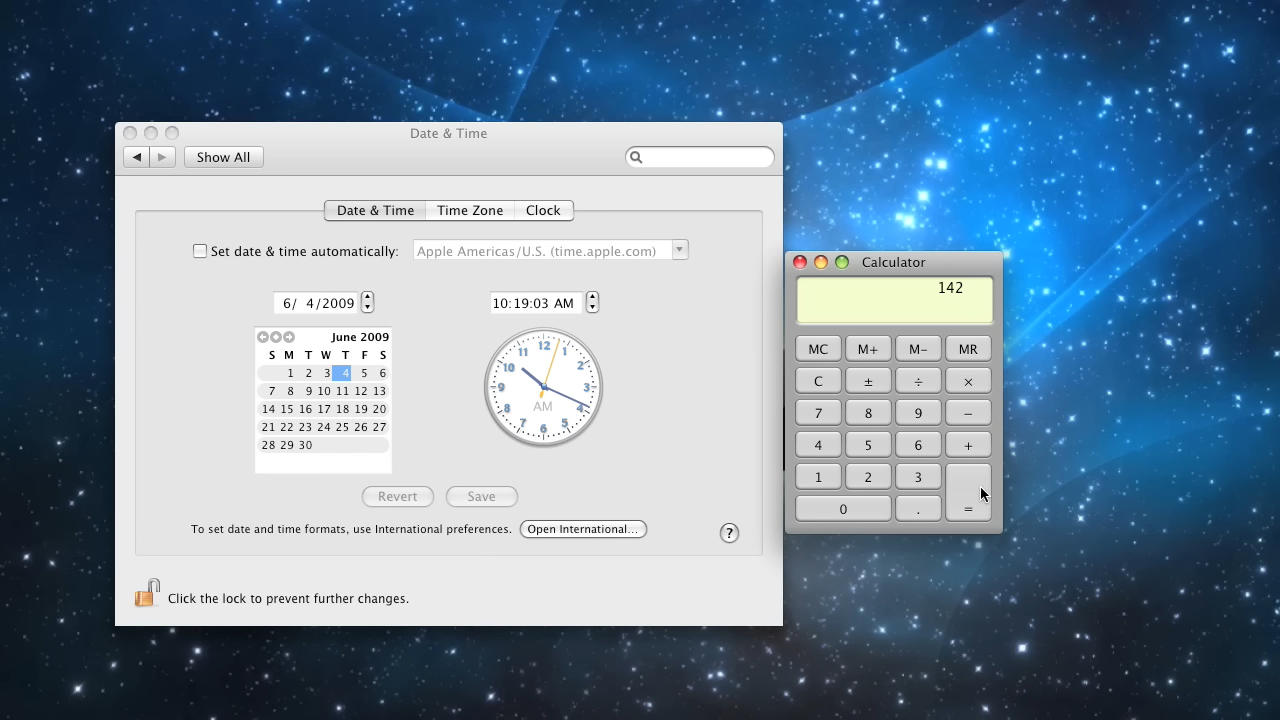 Date & Time
Show All
Date & Time Time Zone Clock
Set date & time automatically: Apple Americas/U.S. (time.apple.com)
6/ 4/2009
10:19:03 AM
June 2009
S M T W T F S
1 2 3 4 5 6
7 8 9 10 11 12 13
14 15 16 17 18 19 20
21 22 23 24 25 26 27
28 29 30
12
11 1
10 2
9 3
AM
8 4
7 5
6
Revert Save
To set date and time formats, use International preferences. Open International...
?
Click the lock to prevent further changes.
Calculator
142
MC M+ M- MR
C ± ÷ ×
7 8 9 −
4 5 6 +
1 2 3
0 . =